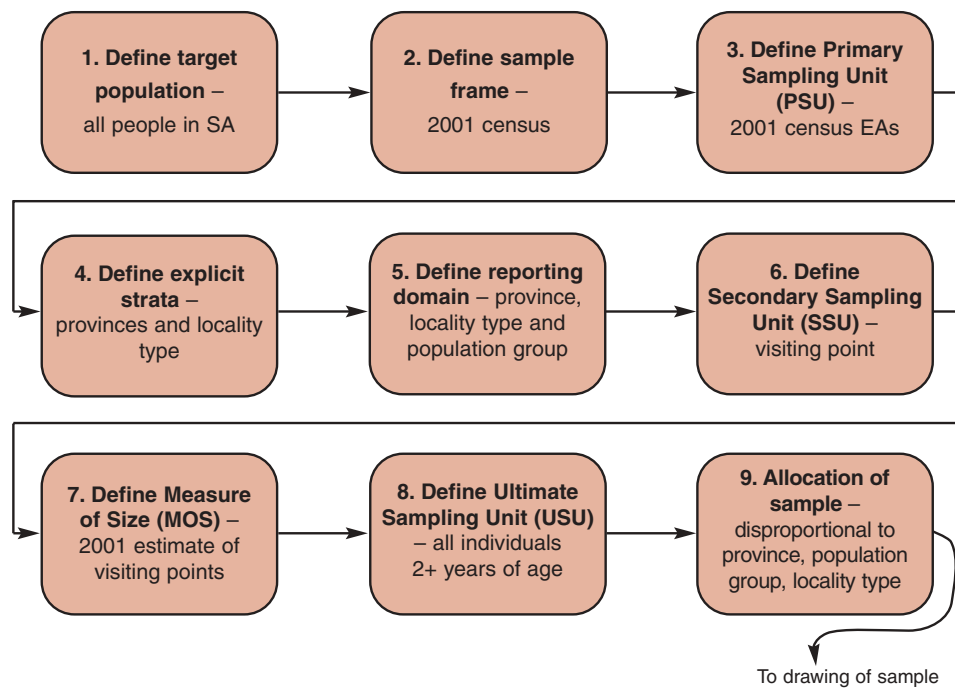 1. Define target
population –
all people in SA
2. Define sample
frame –
2001 census
3. Define Primary
Sampling Unit
(PSU) –
2001 census EAs
4. Define explicit
strata –
provinces and locality
type
5. Define reporting
domain – province,
locality type and
population group
6. Define
Secondary Sampling
Unit (SSU) –
visiting point
7. Define Measure
of Size (MOS) –
2001 estimate of
visiting points
8. Define Ultimate
Sampling Unit (USU)
– all individuals
2+ years of age
9. Allocation of
sample –
disproportional to
province, population
group, locality type
To drawing of sample